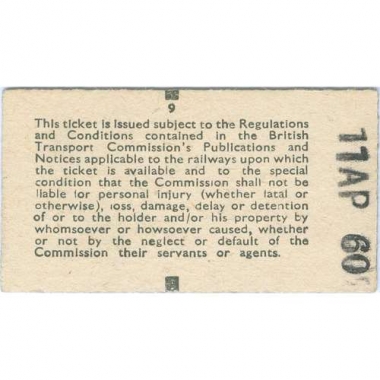 9
This ticket is issued subject to the Regulations
and Conditions contained in the British
Transport Commission's Publications and
Notices applicable to the railways upon which
the ticket is available and to the special
condition that the Commission shall not be
liable for personal injury (whether fatal or
otherwise), loss, damage, delay or detention
of or to the holder and/or his property by
whomsoever or howsoever caused, whether
or not by the neglect or default of the
Commission their servants or agents.
11AP 60